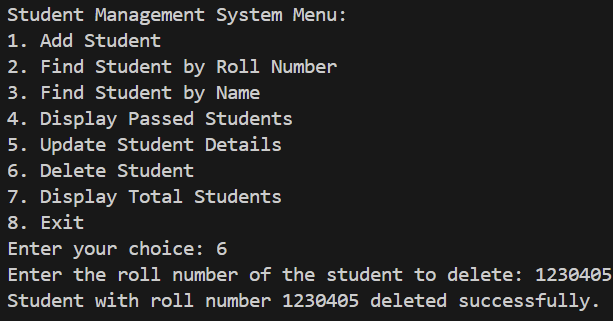 Student Management System Menu:
1. Add Student
2. Find Student by Roll Number
3. Find Student by Name
4. Display Passed Students
5. Update Student Details
6. Delete Student
7. Display Total Students
8. Exit
Enter your choice: 6
Enter the roll number of the student to delete: 1230405
Student with roll number 1230405 deleted successfully.